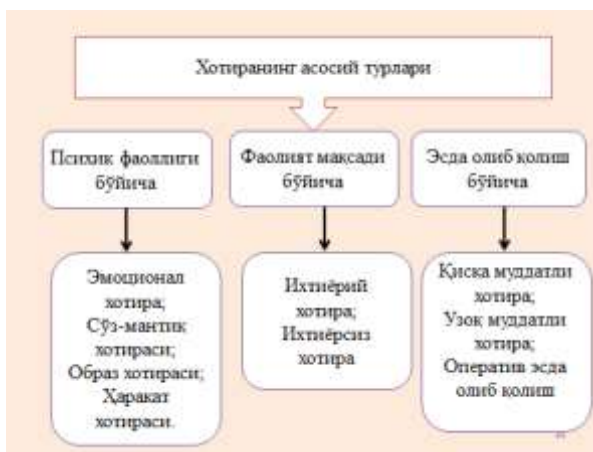 Хотиранинг асосий турлари
Психик фаоллиги
бўйича
Фаолият мақсади
бўйича
Эсда олиб қолиш
бўйича
Эмоционал
хотира;
Сўз-мантиқ
хотираси;
Образ хотираси;
Ҳаракат
хотираси.
Ихтиёрий
хотира;
Ихтиёрсиз
хотира
Қисқа муддатли
хотира;
Узоқ муддатли
хотира;
Оператив эсда
олиб қолиш